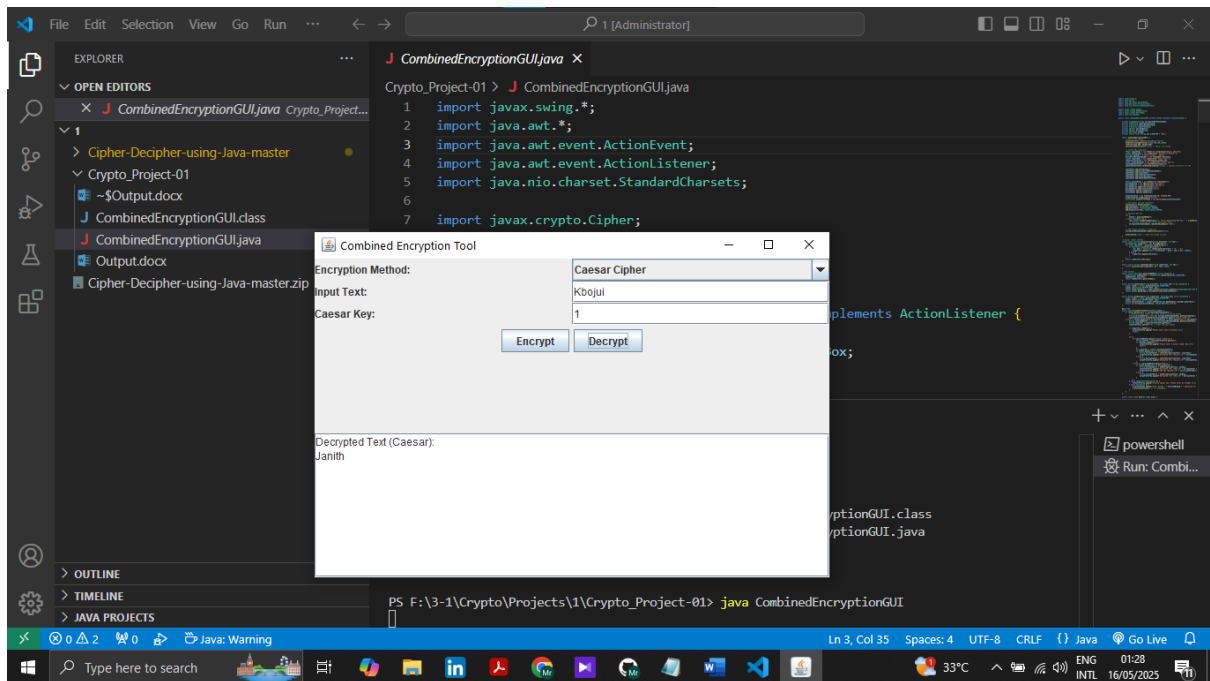 File Edit Selection View Go Run ··· 1 [Administrator]
EXPLORER ···
OPEN EDITORS
CombinedEncryptionGUI.java Crypto_Project...
1
Cipher-Decipher-using-Java-master
Crypto_Project-01
~$Output.docx
CombinedEncryptionGUI.class
CombinedEncryptionGUI.java
Output.docx
Cipher-Decipher-using-Java-master.zip
OUTLINE
TIMELINE
JAVA PROJECTS
J CombinedEncryptionGUI.java
Crypto_Project-01 > J CombinedEncryptionGUI.java
1 import javax.swing.*;
2 import java.awt.*;
3 import java.awt.event.ActionEvent;
4 import java.awt.event.ActionListener;
5 import java.nio.charset.StandardCharsets;
6
7 import javax.crypto.Cipher;
plements ActionListener {
ox;
Combined Encryption Tool
Encryption Method: Caesar Cipher
Input Text: Kbojui
Caesar Key: 1
Encrypt Decrypt
Decrypted Text (Caesar):
Janith
powershell
Run: Combi...
yptionGUI.class
yptionGUI.java
PS F:\3-1\Crypto\Projects\1\Crypto_Project-01> java CombinedEncryptionGUI
0 2 0 Java: Warning Ln 3, Col 35 Spaces: 4 UTF-8 CRLF {} Java Go Live
Type here to search 33°C ENG INTL 01:28 16/05/2025